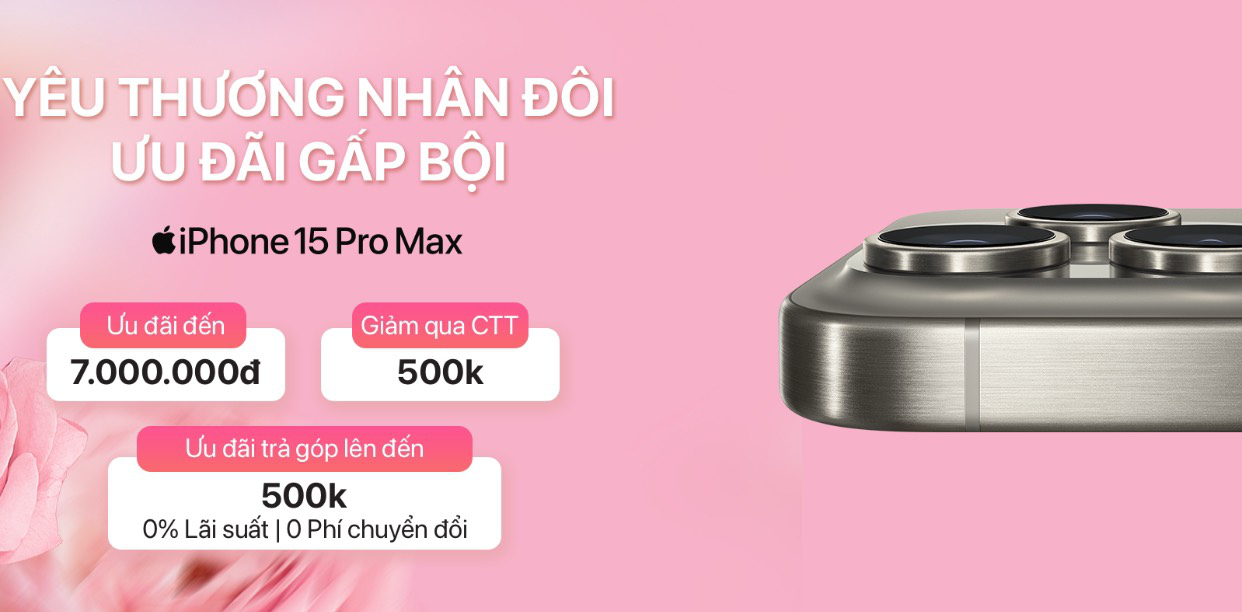 YÊU THƯƠNG NHÂN ĐÔI
ƯU ĐÃI GẤP BỘI
iPhone 15 Pro Max
Ưu đãi đến
7.000.000đ
Giảm qua CTT
500k
Ưu đãi trả góp lên đến
500k
0% Lãi suất | 0 Phí chuyển đổi